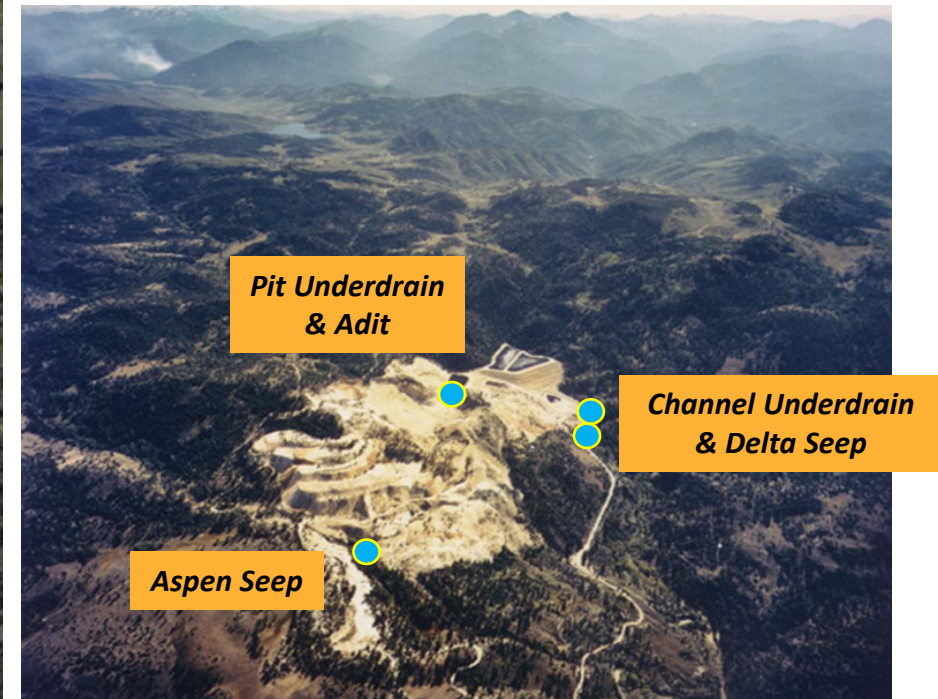 Pit Underdrain
& Adit
Channel Underdrain
& Delta Seep
Aspen Seep